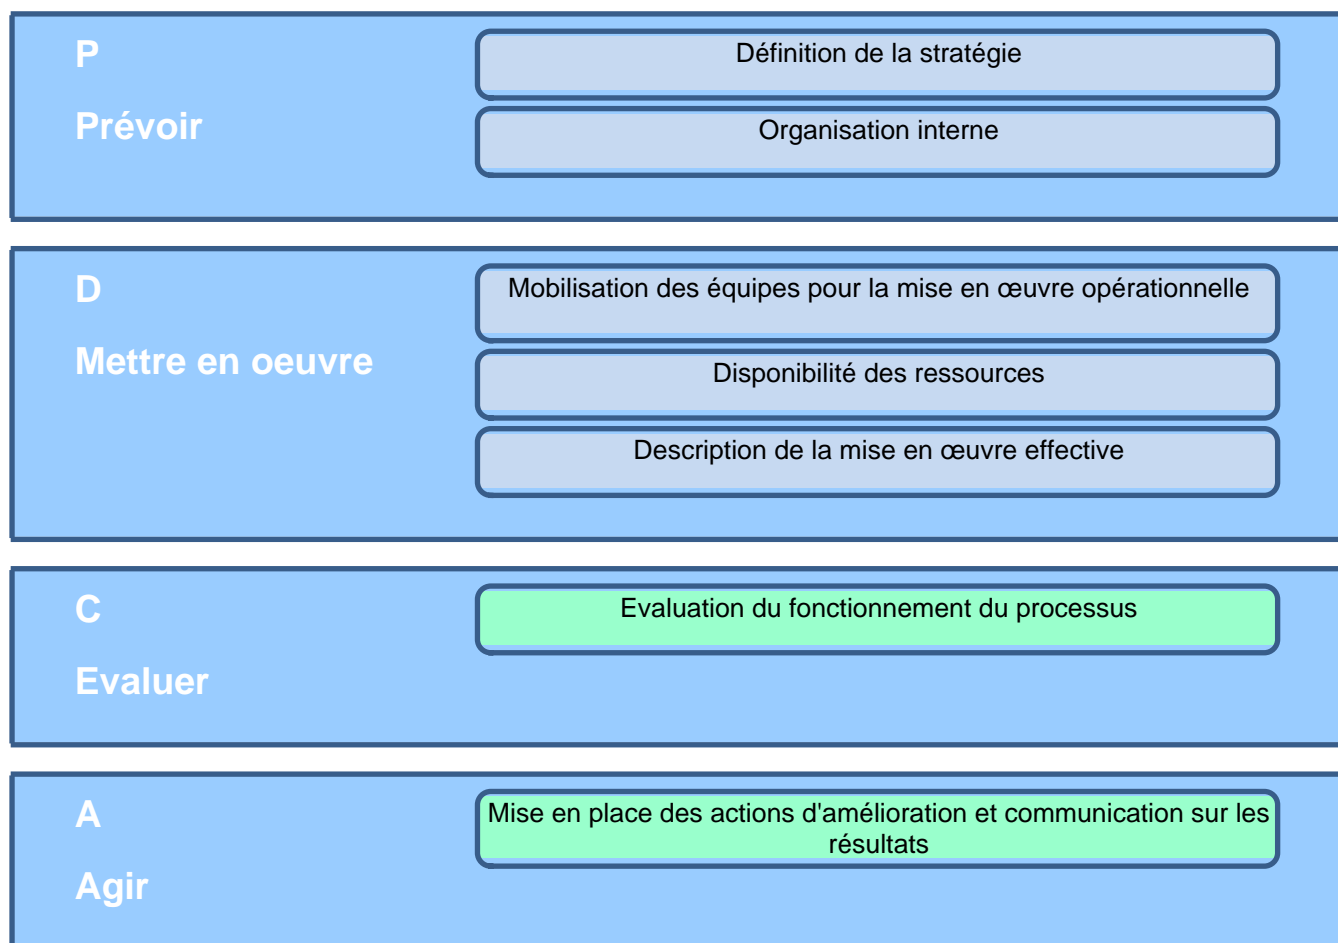 P
Prévoir
Définition de la stratégie
Organisation interne
D
Mettre en oeuvre
Mobilisation des équipes pour la mise en œuvre opérationnelle
Disponibilité des ressources
Description de la mise en œuvre effective
C
Evaluer
Evaluation du fonctionnement du processus
A
Agir
Mise en place des actions d'amélioration et communication sur les
résultats